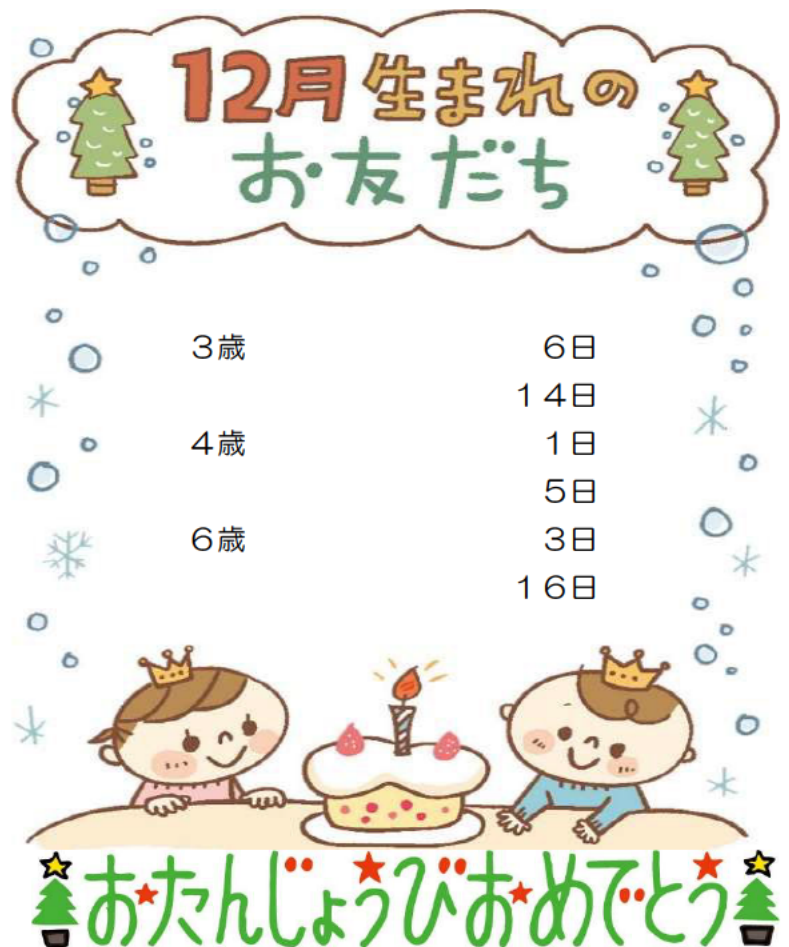 12月生まれの
お友だち
３歳 ６日
１４日
４歳 １日
５日
６歳 ３日
１６日
おたんじょうびおめでとう